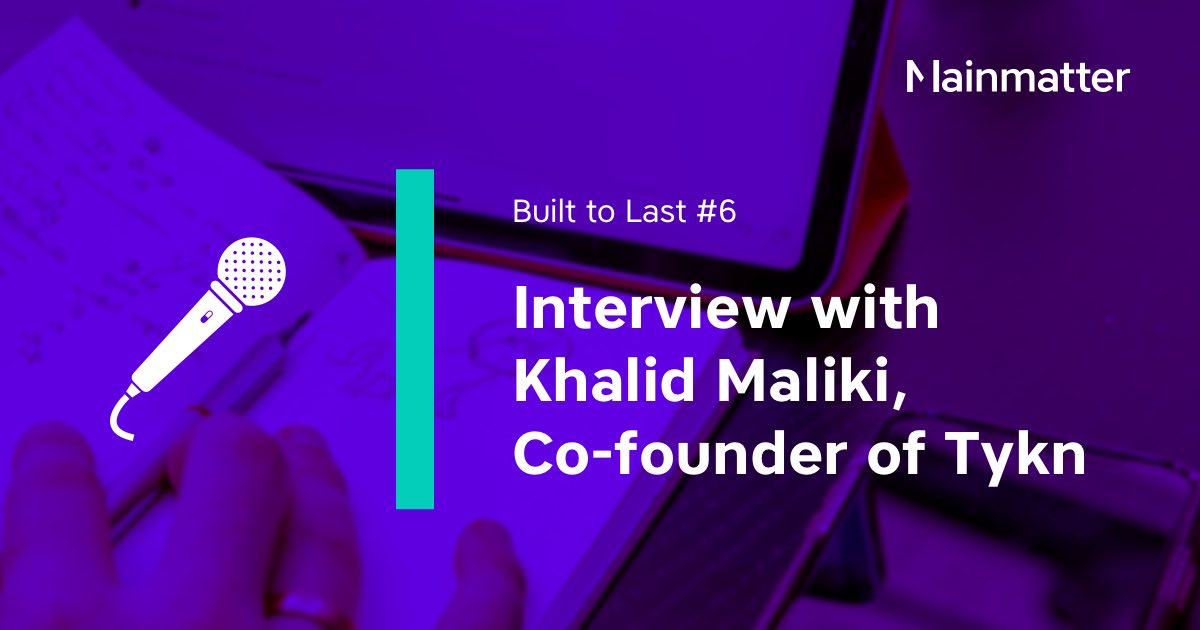 Mainmatter
Built to Last #6
Interview with
Khalid Maliki,
Co-founder of Tykn